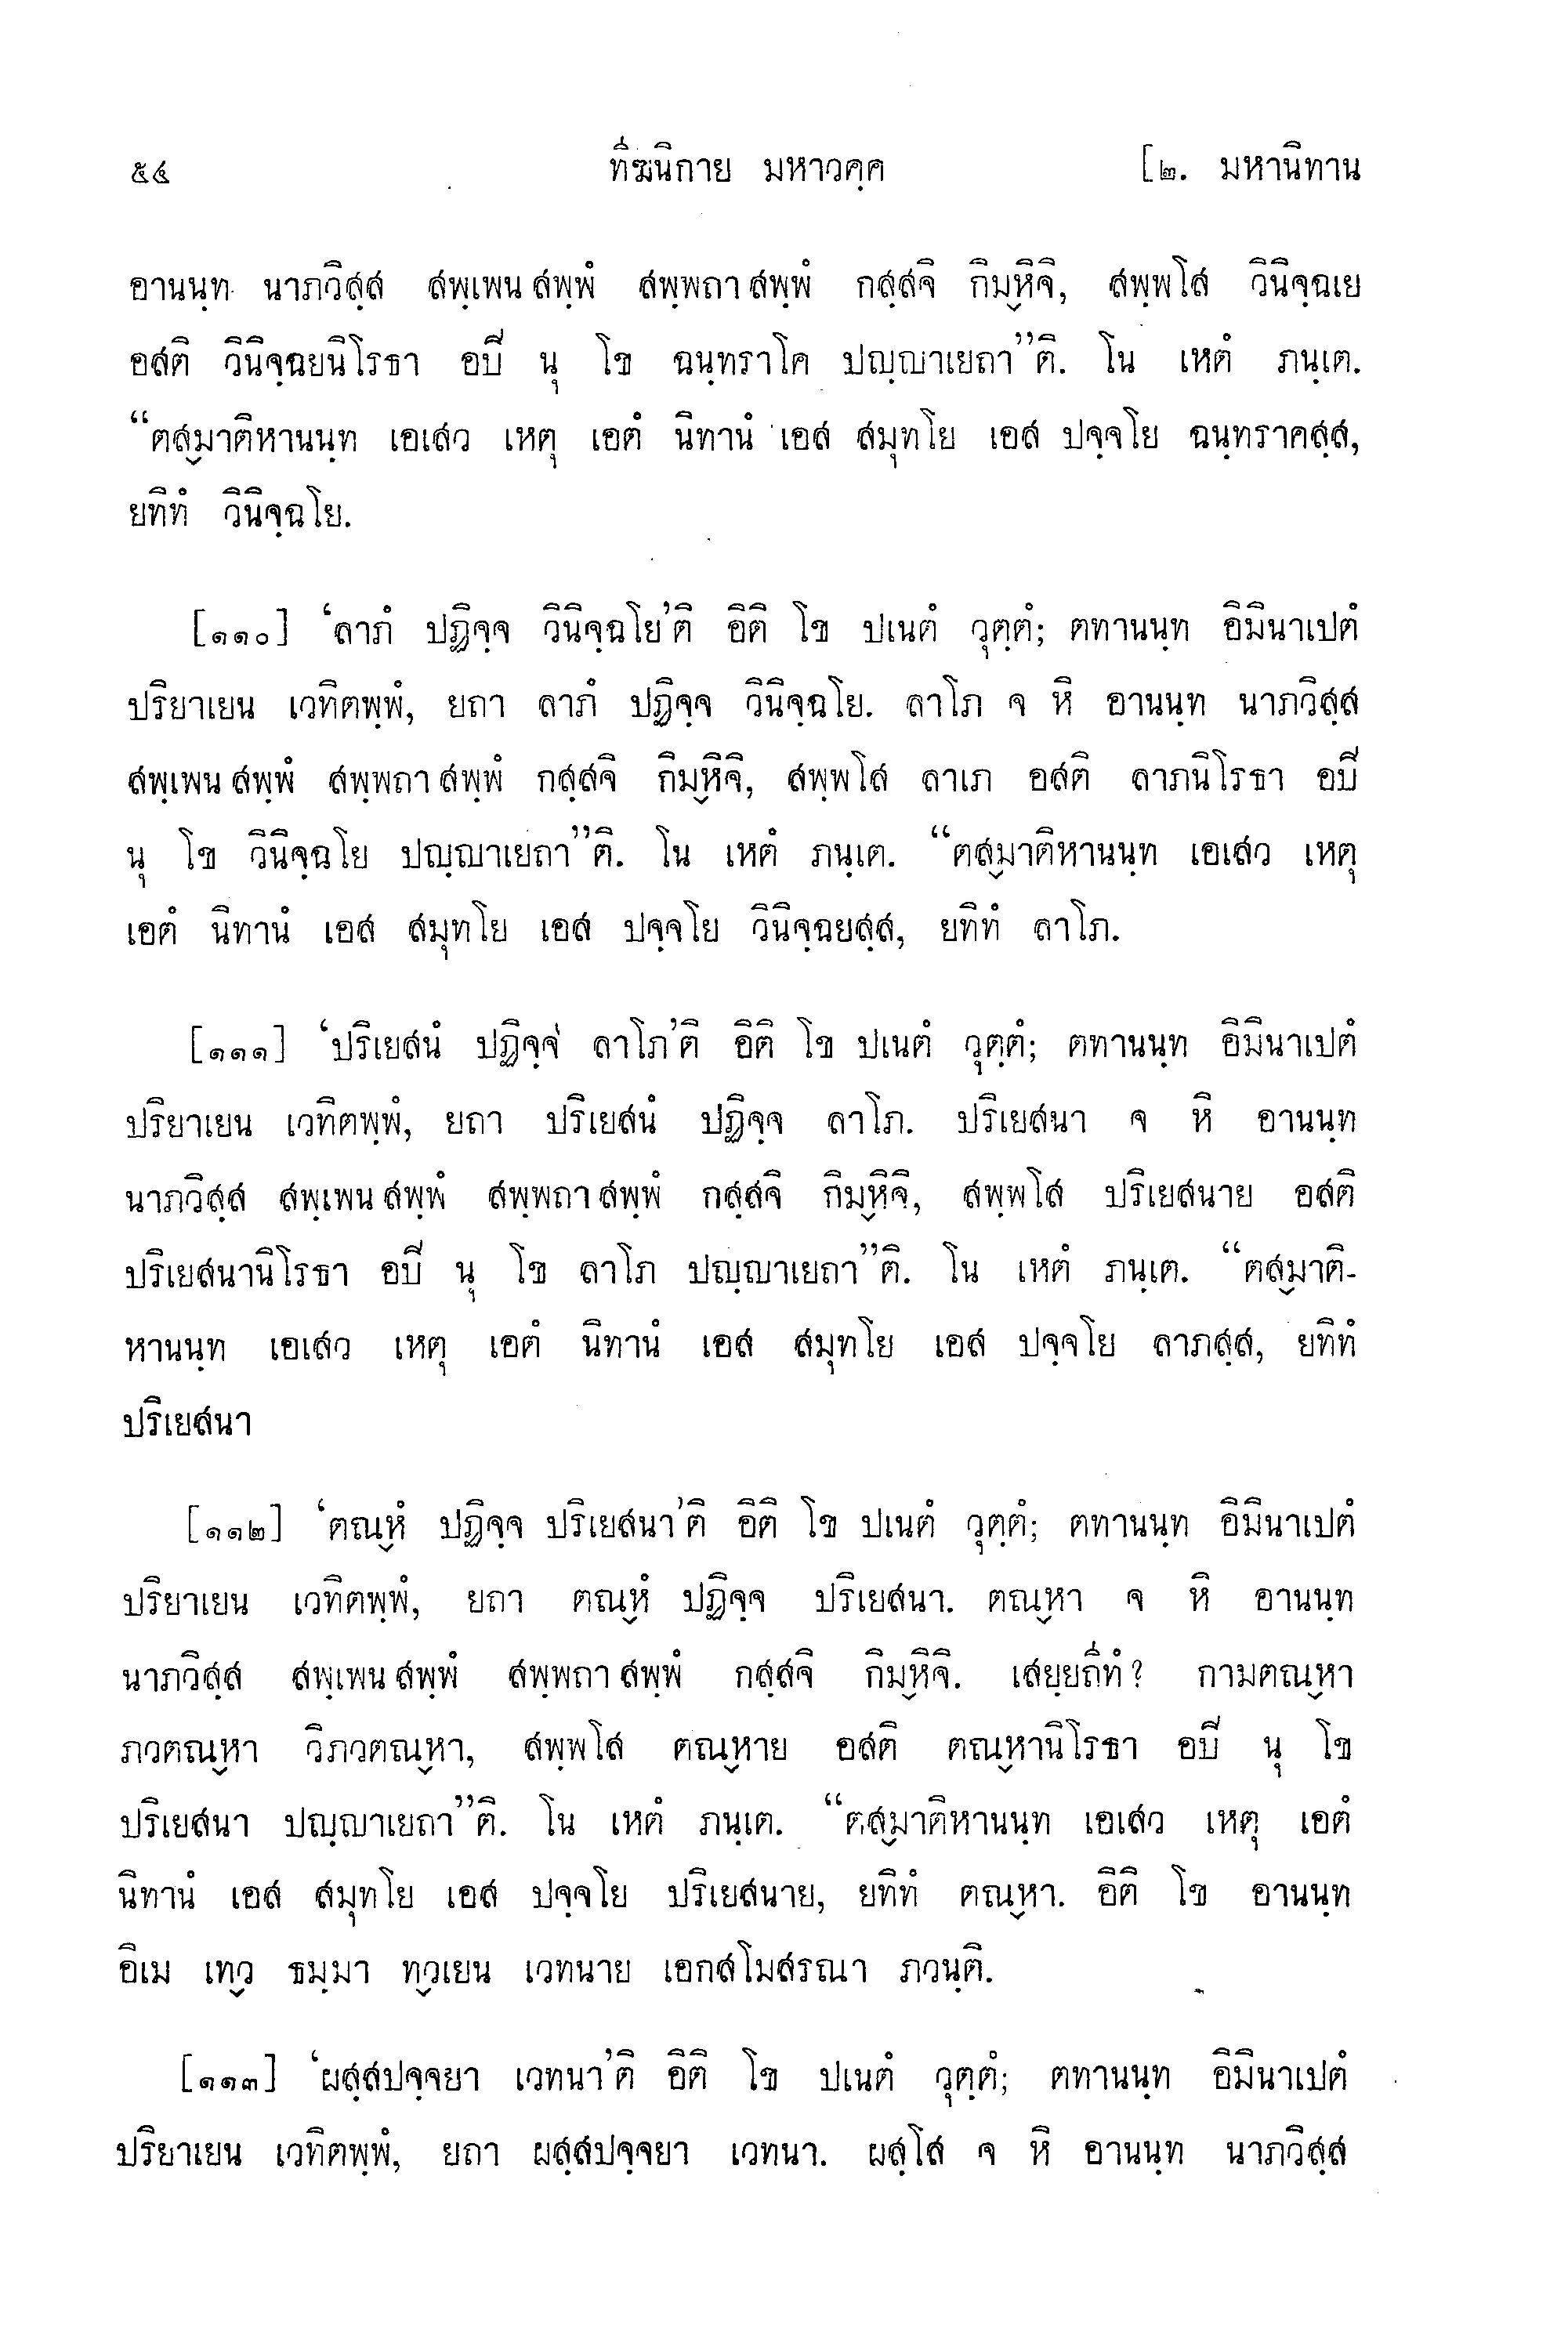 ๕๔ ทีฆนิกาย มหาวคฺค [๒. มหานิทาน
อานนฺท นาภวิสฺส สพฺเพน สพฺพํ สพฺพถา สพฺพํ กสฺสจิ กิมฺหิจิ, สพฺพโส วินิจฺฉเย
อสติ วินิจฺฉยนิโรธา อปิ นุ โข ฉนฺทราโค ปญฺญาเยถา”ติ. โน เหตํ ภนฺเต.
“ตสฺมาติหานนฺท เอเสว เหตุ เอตํ นิทานํ เอส สมุทโย เอส ปจฺจโย ฉนฺทราคสฺส,
ยทิทํ วินิจฺฉโย.
[๑๑๐] ‘ลาภํ ปฏิจฺจ วินิจฺฉโย’ติ อิติ โข ปเนตํ วุตฺตํ; ตทานนฺท อิมินาเปตํ
ปริยาเยน เวทิตพฺพํ, ยถา ลาภํ ปฏิจฺจ วินิจฺฉโย. ลาโภ จ หิ อานนฺท นาภวิสฺส
สพฺเพน สพฺพํ สพฺพถา สพฺพํ กสฺสจิ กิมฺหิจิ, สพฺพโส ลาเภ อสติ ลาภนิโรธา อปิ
นุ โข วินิจฺฉโย ปญฺญาเยถา”ติ. โน เหตํ ภนฺเต. “ตสฺมาติหานนฺท เอเสว เหตุ
เอตํ นิทานํ เอส สมุทโย เอส ปจฺจโย วินิจฺฉยสฺส, ยทิทํ ลาโภ.
[๑๑๑] ‘ปริเยสนํ ปฏิจฺจ ลาโภ’ติ อิติ โข ปเนตํ วุตฺตํ; ตทานนฺท อิมินาเปตํ
ปริยาเยน เวทิตพฺพํ, ยถา ปริเยสนํ ปฏิจฺจ ลาโภ. ปริเยสนา จ หิ อานนฺท
นาภวิสฺส สพฺเพน สพฺพํ สพฺพถา สพฺพํ กสฺสจิ กิมฺหิจิ, สพฺพโส ปริเยสนาย อสติ
ปริเยสนานิโรธา อปิ นุ โข ลาโภ ปญฺญาเยถา”ติ. โน เหตํ ภนฺเต. “ตสฺมาติ-
หานนฺท เอเสว เหตุ เอตํ นิทานํ เอส สมุทโย เอส ปจฺจโย ลาภสฺส, ยทิทํ
ปริเยสนา
[๑๑๒] ‘ตณฺหํ ปฏิจฺจ ปริเยสนา’ติ อิติ โข ปเนตํ วุตฺตํ; ตทานนฺท อิมินาเปตํ
ปริยาเยน เวทิตพฺพํ, ยถา ตณฺหํ ปฏิจฺจ ปริเยสนา. ตณฺหา จ หิ อานนฺท
นาภวิสฺส สพฺเพน สพฺพํ สพฺพถา สพฺพํ กสฺสจิ กิมฺหิจิ. เสยฺยถีทํ? กามตณฺหา
ภวตณฺหา วิภวตณฺหา, สพฺพโส ตณฺหาย อสติ ตณฺหานิโรธา อปิ นุ โข
ปริเยสนา ปญฺญาเยถา”ติ. โน เหตํ ภนฺเต. “ตสฺมาติหานนฺท เอเสว เหตุ เอตํ
นิทานํ เอส สมุทโย เอส ปจฺจโย ปริเยสนาย, ยทิทํ ตณฺหา. อิติ โข อานนฺท
อิเม เทฺว ธมฺมา ทฺวเยน เวทนาย เอกสโมสรณา ภวนฺติ.
[๑๑๓] ‘ผสฺสปจฺจยา เวทนา’ติ อิติ โข ปเนตํ วุตฺตํ; ตทานนฺท อิมินาเปตํ
ปริยาเยน เวทิตพฺพํ, ยถา ผสฺสปจฺจยา เวทนา. ผสฺโส จ หิ อานนฺท นาภวิสฺส